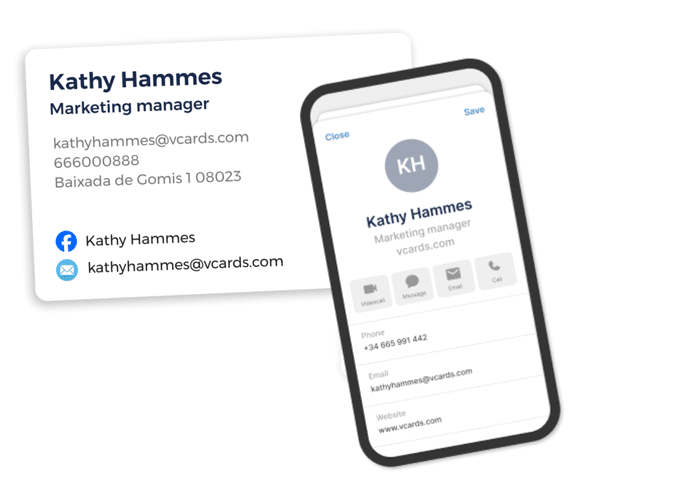 Kathy Hammes
Marketing manager
kathyhammes@vcards.com
666000888
Baixada de Gomis 1 08023
Kathy Hammes
kathyhammes@vcards.com
Close
Save
KH
Kathy Hammes
Marketing manager
vcards.com
Videocall
Message
Email
Call
Phone
+34 665 991 442
Email
kathyhammes@vcards.com
Website
www.vcards.com